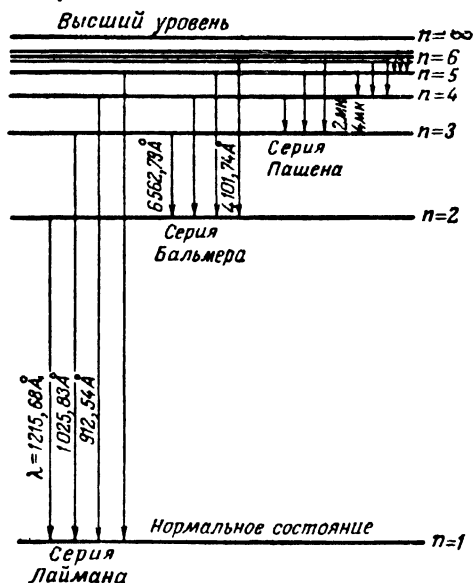 Высший уровень
n=∞
n=6
n=5
n=4
n=3
n=2
2мк
4мк
Серия
Пашена
6562,79Å
4101,74Å
Серия
Бальмера
λ=1215,68Å
1025,83Å
912,54Å
Нормальное состояние
n=1
Серия
Лаймана